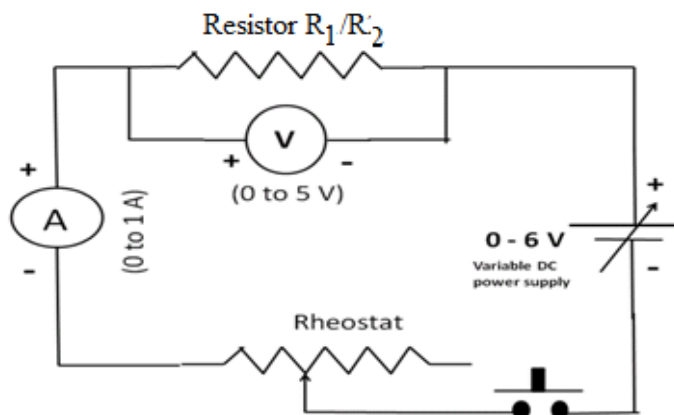 Resistor R1/R2
+ V -
(0 to 5 V)
+
A
-
(0 to 1 A)
+
0 - 6 V
Variable DC
power supply
-
Rheostat